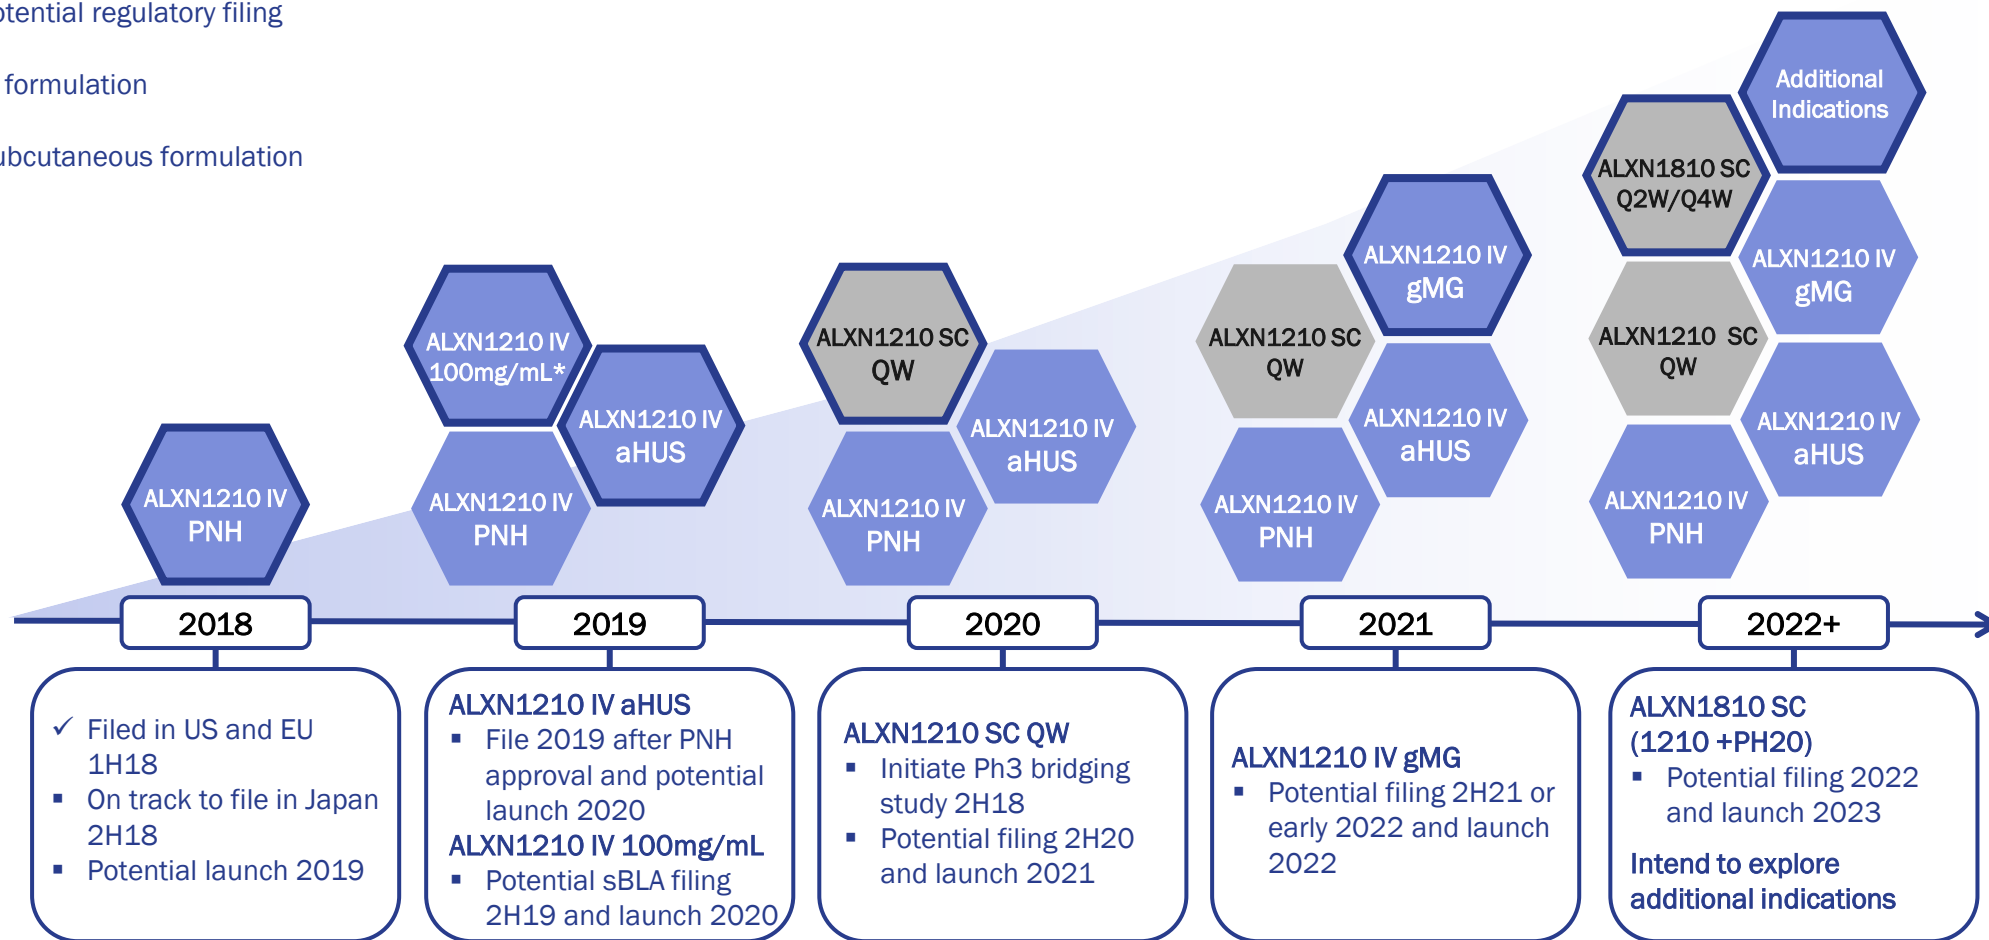 otential regulatory filing
formulation
ubcutaneous formulation
Additional
Indications
ALXN1810 SC
Q2W/Q4W
ALXN1210 IV
gMG
ALXN1210 SC
QW
ALXN1210 IV
aHUS
ALXN1210 IV
PNH
ALXN1210 IV
gMG
ALXN1210 SC
QW
ALXN1210 IV
aHUS
ALXN1210 IV
PNH
ALXN1210 SC
QW
ALXN1210 IV
aHUS
ALXN1210 IV
PNH
ALXN1210 IV
100mg/mL*
ALXN1210 IV
aHUS
ALXN1210 IV
PNH
ALXN1210 IV
PNH
2018
2019
2020
2021
2022+
✓ Filed in US and EU
1H18
▪ On track to file in Japan
2H18
▪ Potential launch 2019
ALXN1210 IV aHUS
▪ File 2019 after PNH
approval and potential
launch 2020
ALXN1210 IV 100mg/mL
▪ Potential sBLA filing
2H19 and launch 2020
ALXN1210 SC QW
▪ Initiate Ph3 bridging
study 2H18
▪ Potential filing 2H20
and launch 2021
ALXN1210 IV gMG
▪ Potential filing 2H21 or
early 2022 and launch
2022
ALXN1810 SC
(1210 +PH20)
▪ Potential filing 2022
and launch 2023
Intend to explore
additional indications